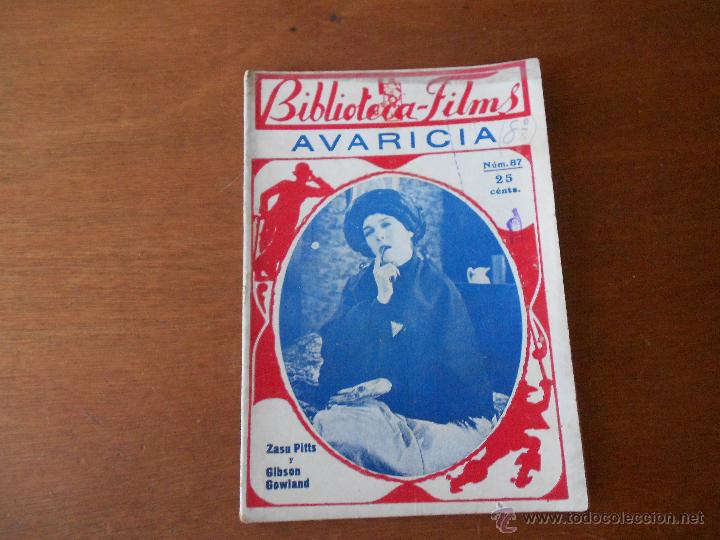 Biblioteca-Films
AVARICIA
Núm. 87
25
cénts.
Zasu Pitts
y
Gibson
Gowland
© www.todocoleccion.net